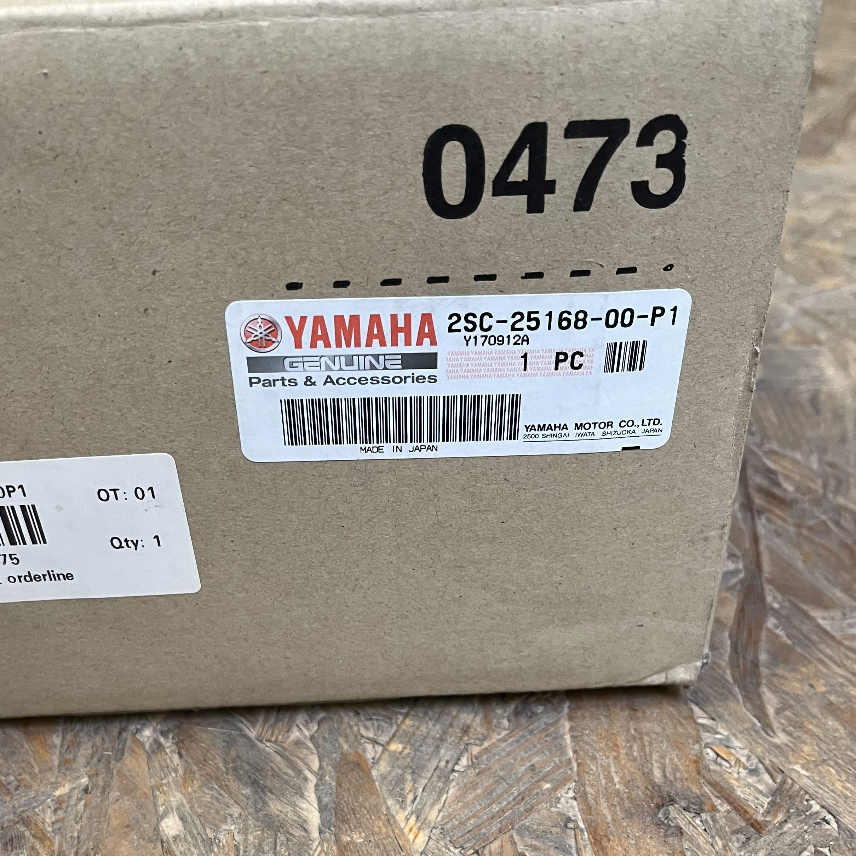 0473
YAMAHA
2SC-25168-00-P1
Y170912A
GENUINE
1 PC
Parts & Accessories
YAMAHA MOTOR CO., LTD.
2500 SHINGAI IWATA SHIZUOKA JAPAN
MADE IN JAPAN
0P1
OT: 01
Qty: 1
75
orderline